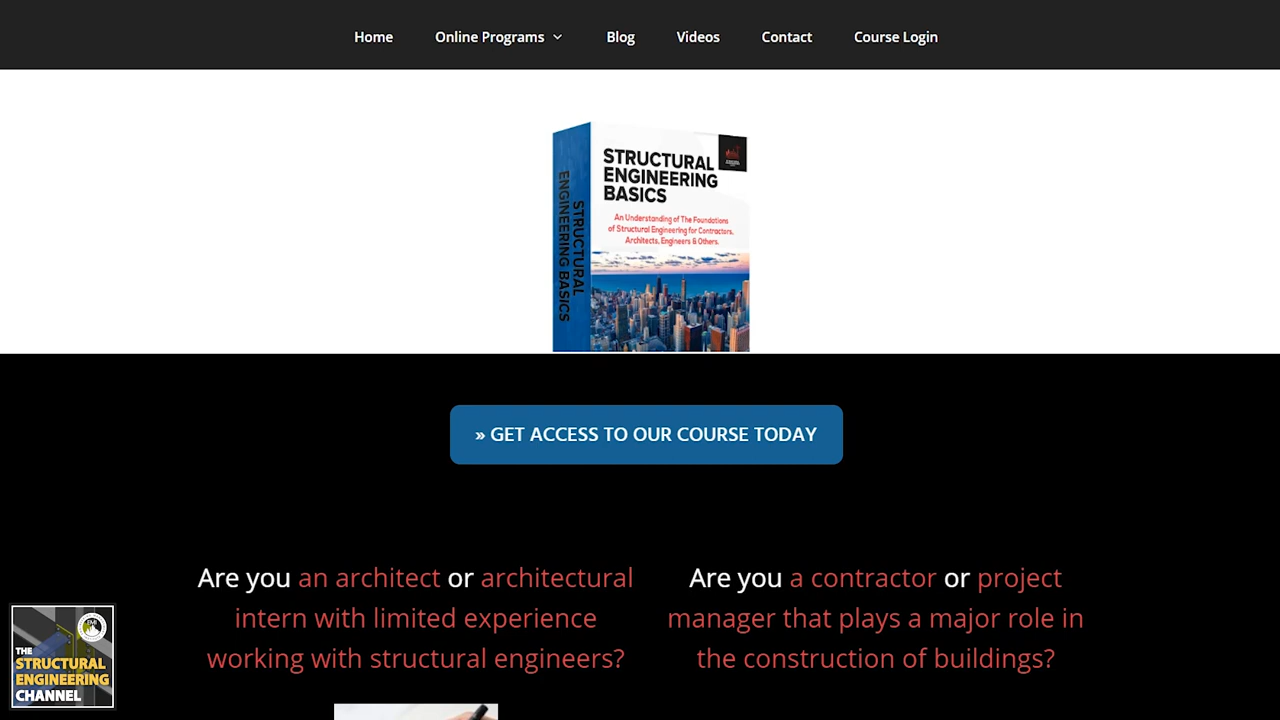 Home Online Programs Blog Videos Contact Course Login
STRUCTURAL
ENGINEERING
BASICS
An Understanding of The Foundations
of Structural Engineering for Contractors,
Architects, Engineers & Others.
STRUCTURAL
ENGINEERING BASICS
» GET ACCESS TO OUR COURSE TODAY
Are you an architect or architectural
intern with limited experience
working with structural engineers?
Are you a contractor or project
manager that plays a major role in
the construction of buildings?
EMI
THE
STRUCTURAL
ENGINEERING
CHANNEL